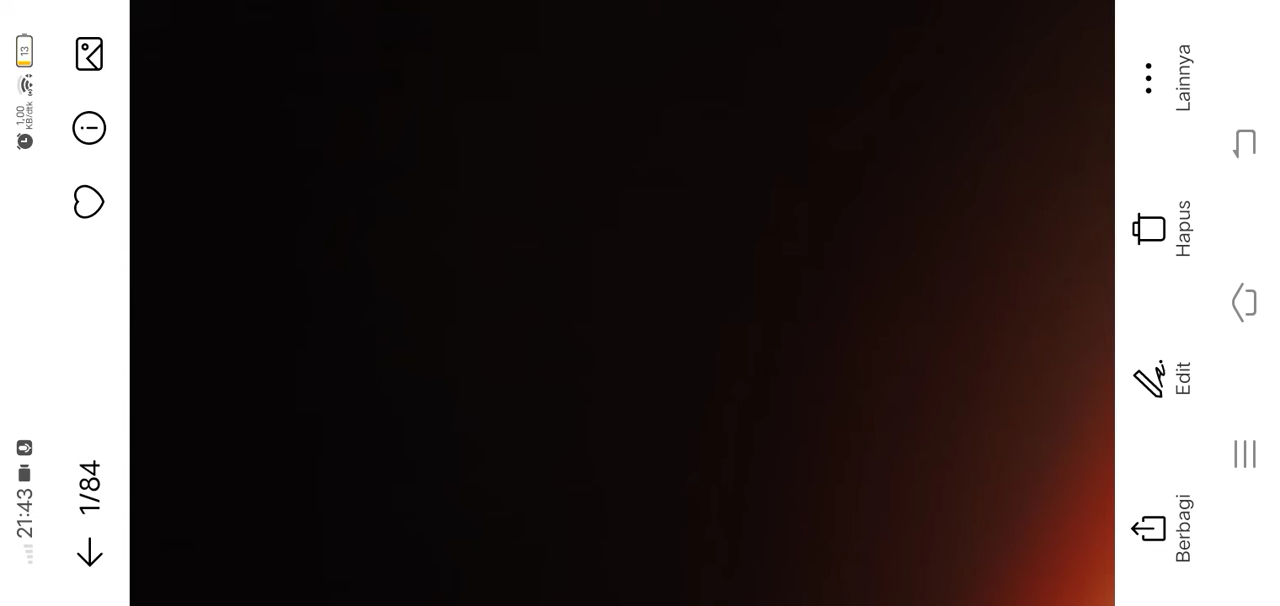 21:43
1,00
KB/dtk
13
1/84
Berbagi
Edit
Hapus
Lainnya